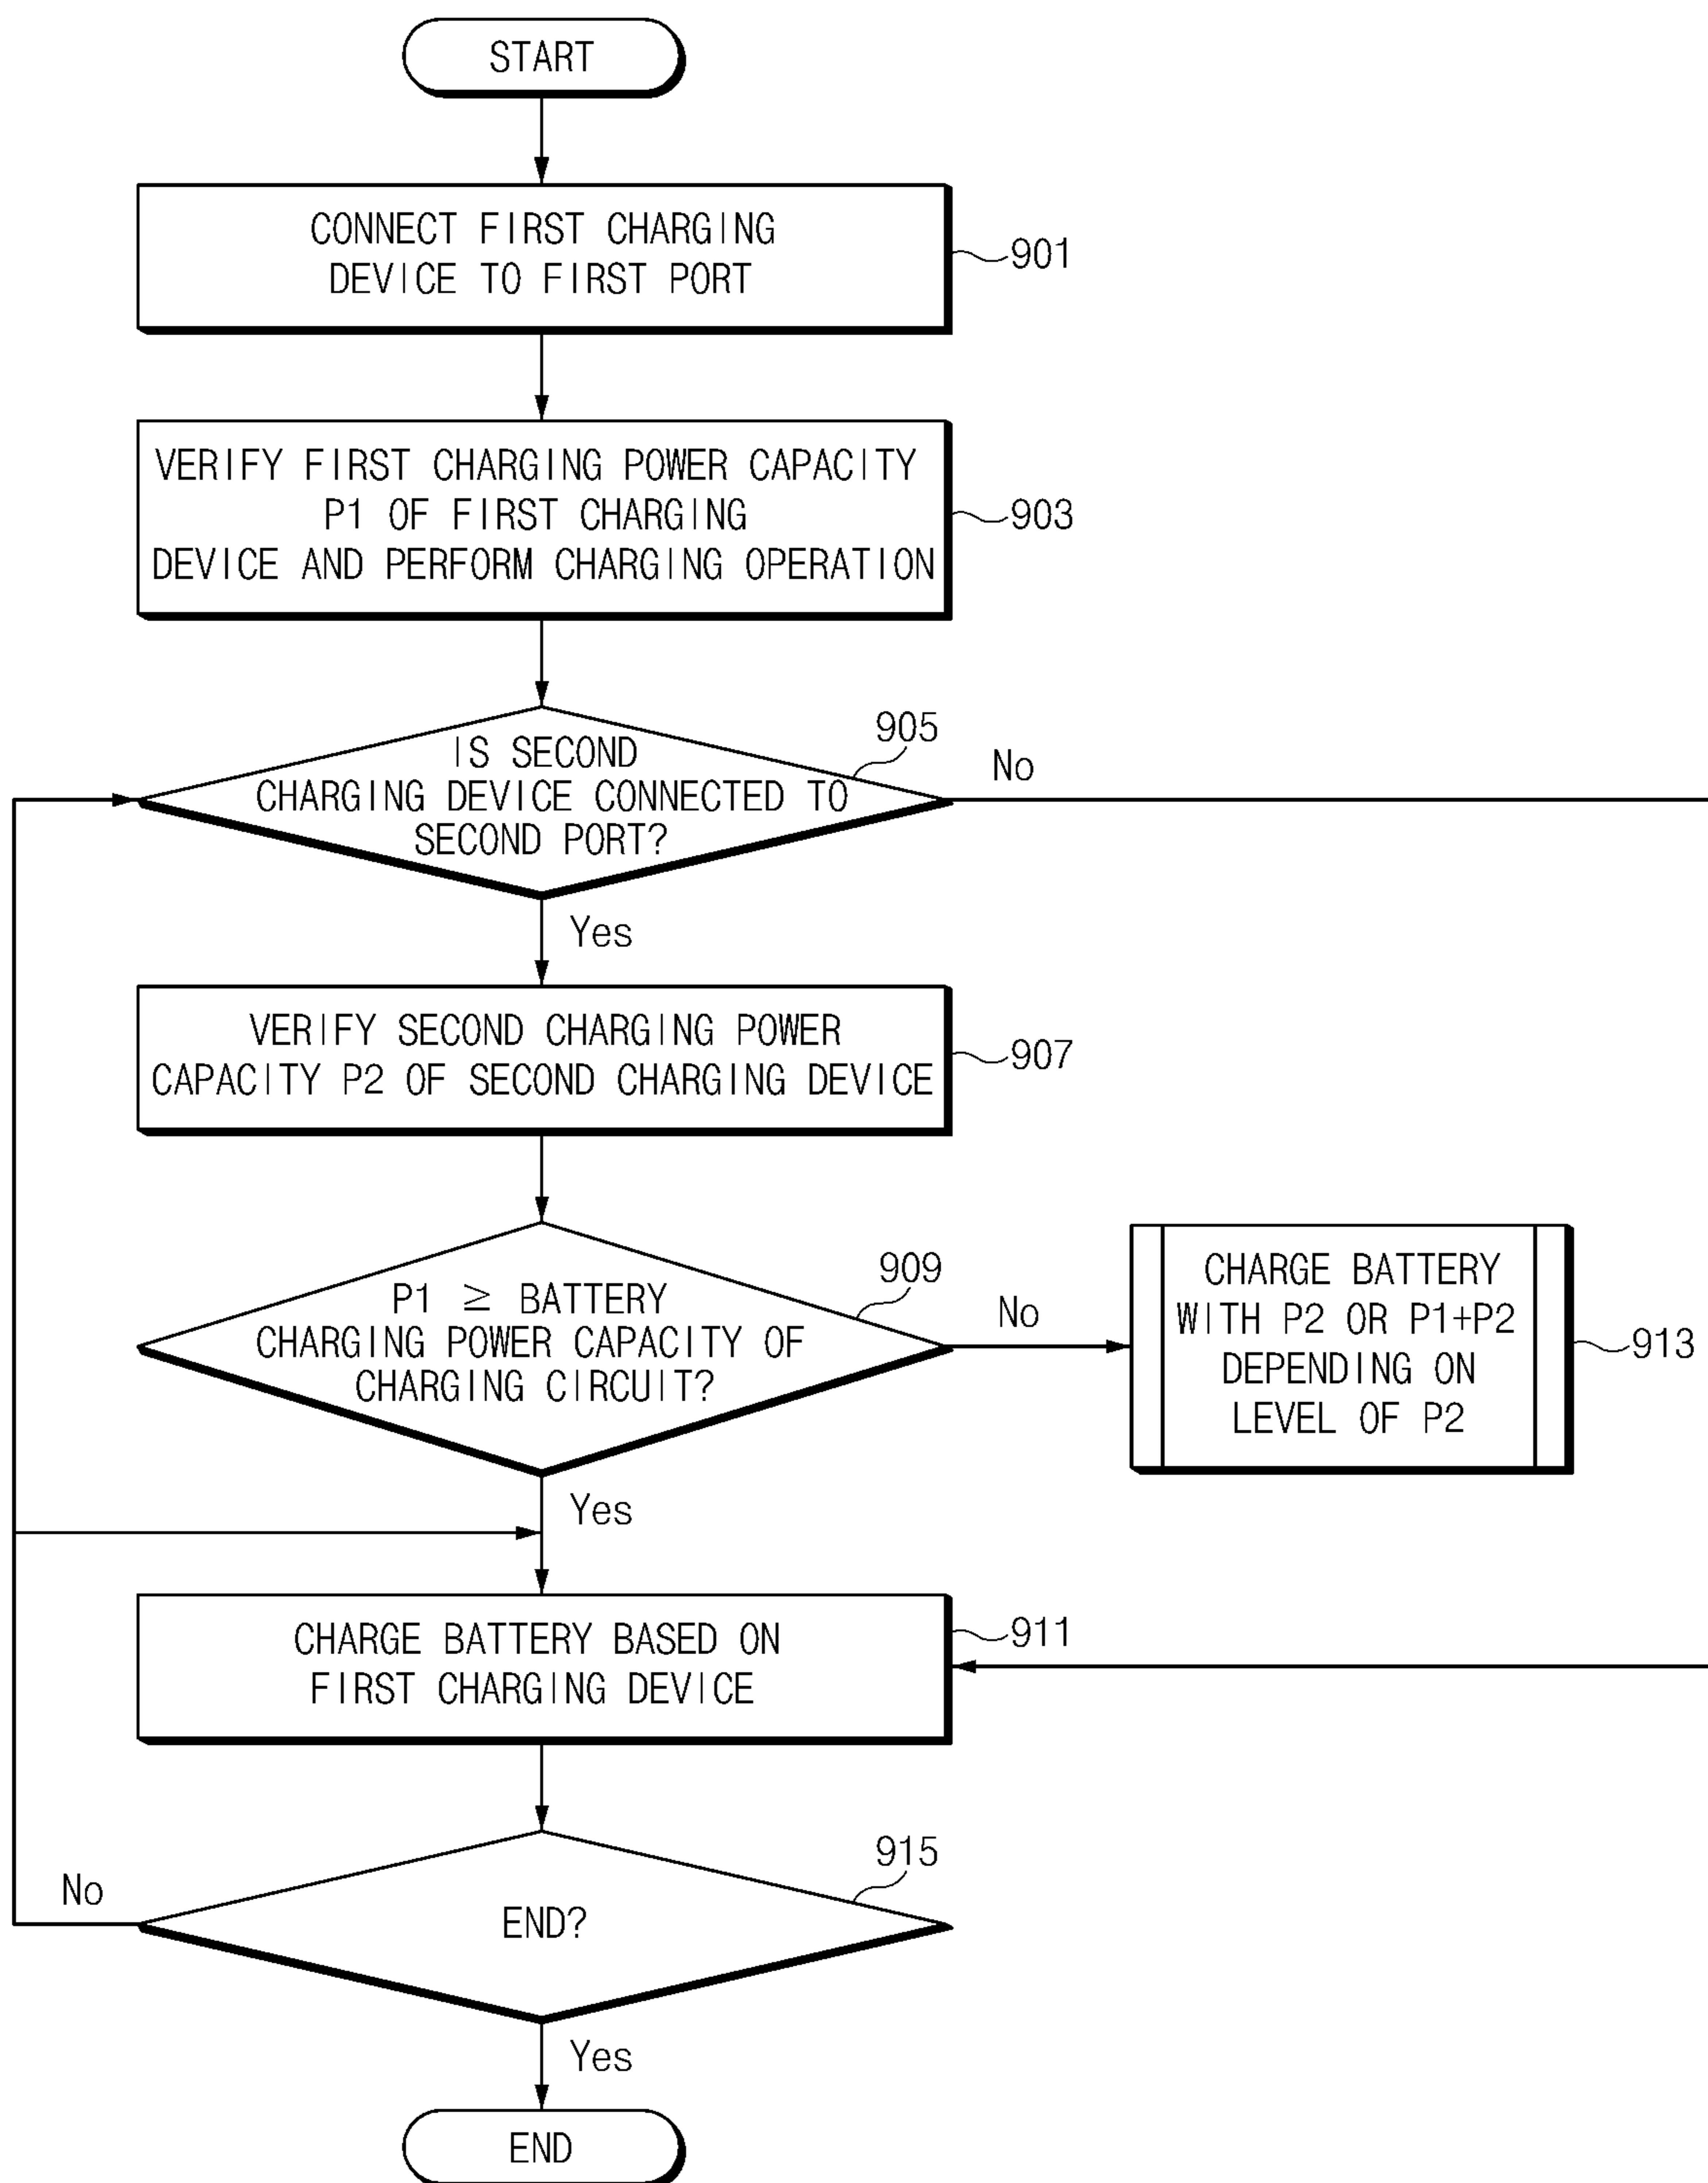 START
CONNECT FIRST CHARGING
DEVICE TO FIRST PORT
901
VERIFY FIRST CHARGING POWER CAPACITY
P1 OF FIRST CHARGING
DEVICE AND PERFORM CHARGING OPERATION
903
905
IS SECOND
CHARGING DEVICE CONNECTED TO
SECOND PORT?
No
Yes
VERIFY SECOND CHARGING POWER
CAPACITY P2 OF SECOND CHARGING DEVICE
907
909
P1 ≥ BATTERY
CHARGING POWER CAPACITY OF
CHARGING CIRCUIT?
No
CHARGE BATTERY
WITH P2 OR P1+P2
DEPENDING ON
LEVEL OF P2
913
Yes
CHARGE BATTERY BASED ON
FIRST CHARGING DEVICE
911
915
No
END?
Yes
END